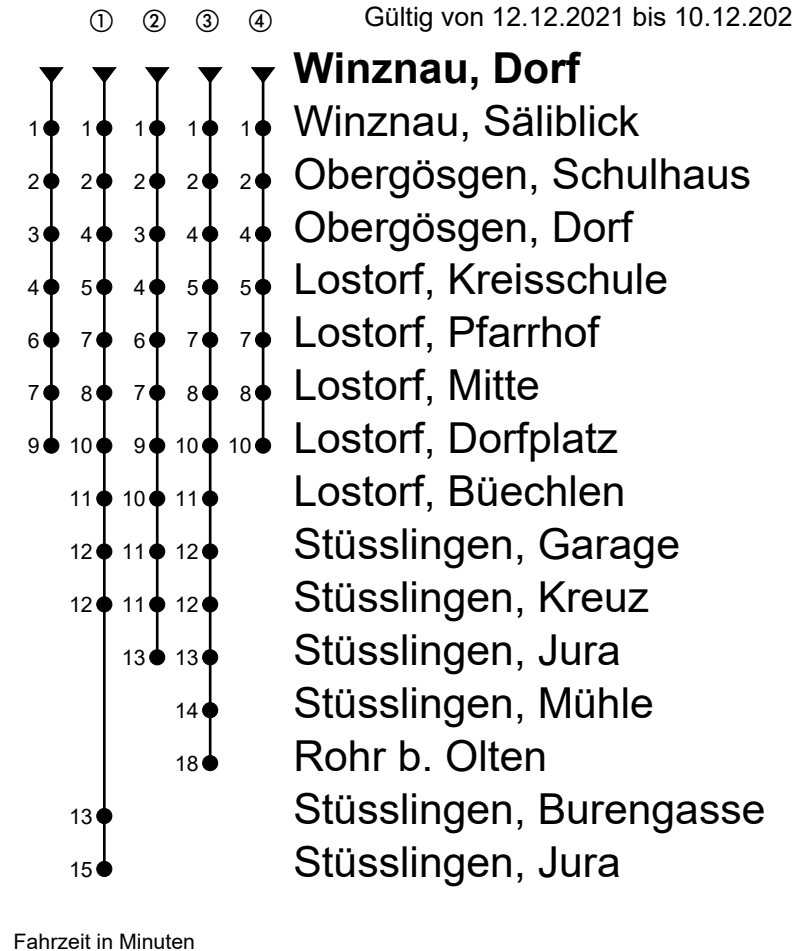 ① ② ③ ④ Gültig von 12.12.2021 bis 10.12.202
Winznau, Dorf
1 1 1 1 1 Winznau, Säliblick
2 2 2 2 2 Obergösgen, Schulhaus
3 4 3 4 4 Obergösgen, Dorf
4 5 4 5 5 Lostorf, Kreisschule
6 7 6 7 7 Lostorf, Pfarrhof
7 8 7 8 8 Lostorf, Mitte
9 10 9 10 10 Lostorf, Dorfplatz
11 10 11 Lostorf, Büechlen
12 11 12 Stüsslingen, Garage
12 11 12 Stüsslingen, Kreuz
13 13 Stüsslingen, Jura
14 Stüsslingen, Mühle
18 Rohr b. Olten
13 Stüsslingen, Burengasse
15 Stüsslingen, Jura
Fahrzeit in Minuten